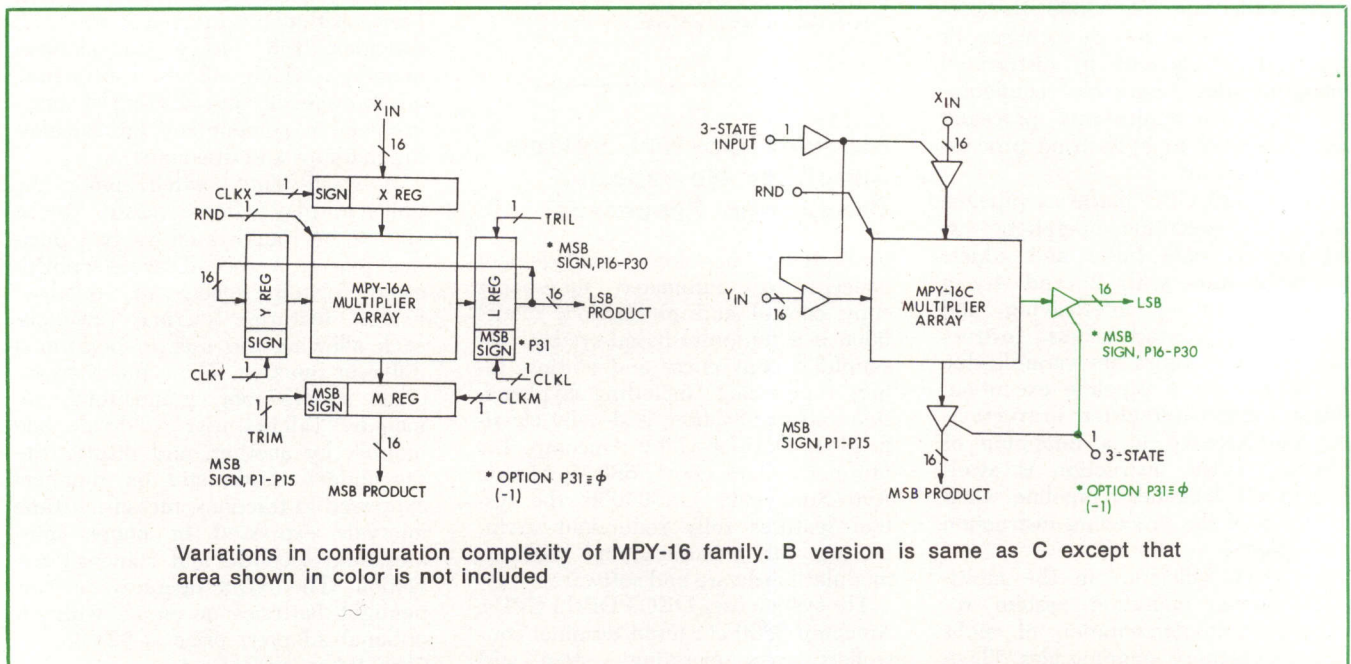 X IN
16
CLKX
1
SIGN
X REG
RND
1
1
TRIL
* MSB
SIGN, P16-P30
16
Y REG
SIGN
MPY-16A
MULTIPLIER
ARRAY
L REG
MSB
SIGN
* P31
16
LSB
PRODUCT
CLKY
1
1
CLKL
MSB
SIGN
M REG
1
CLKM
1
TRIM
16
MSB
SIGN, P1-P15
MSB PRODUCT
* OPTION P31≡ϕ
(-1)
X IN
3-STATE
INPUT
1
16
RND
Y IN
16
MPY-16C
MULTIPLIER
ARRAY
16
LSB
* MSB
SIGN, P16-P30
MSB
SIGN, P1-P15
16
1
3-STATE
MSB PRODUCT
* OPTION P31≡ϕ
(-1)
Variations in configuration complexity of MPY-16 family. B version is same as C except that
area shown in color is not included